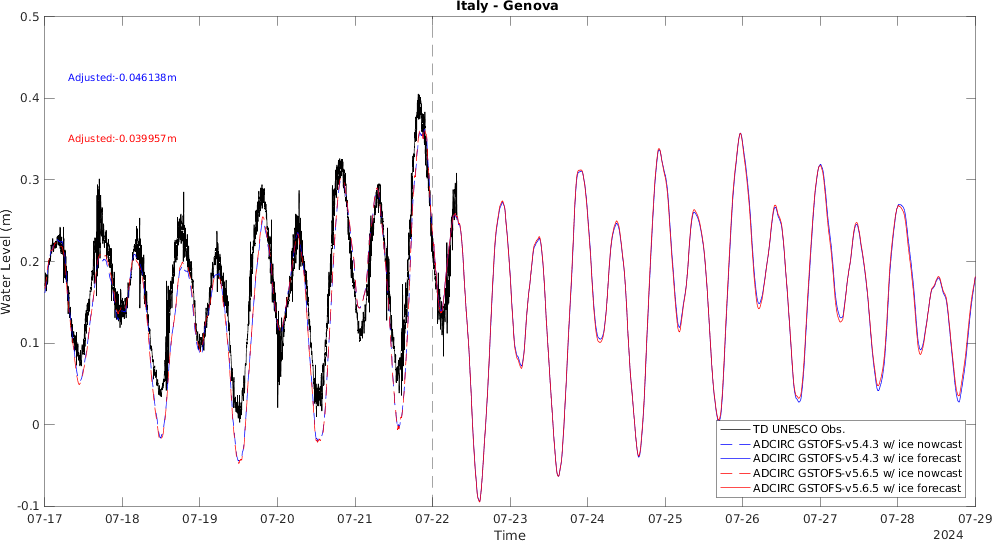 Italy - Genova
0.5
0.4
0.3
0.2
0.1
0
-0.1
Water Level (m)
Adjusted:-0.046138m
Adjusted:-0.039957m
TD UNESCO Obs.
ADCIRC GSTOFS-v5.4.3 w/ ice nowcast
ADCIRC GSTOFS-v5.4.3 w/ ice forecast
ADCIRC GSTOFS-v5.6.5 w/ ice nowcast
ADCIRC GSTOFS-v5.6.5 w/ ice forecast
07-17 07-18 07-19 07-20 07-21 07-22 07-23 07-24 07-25 07-26 07-27 07-28 07-29
Time
2024